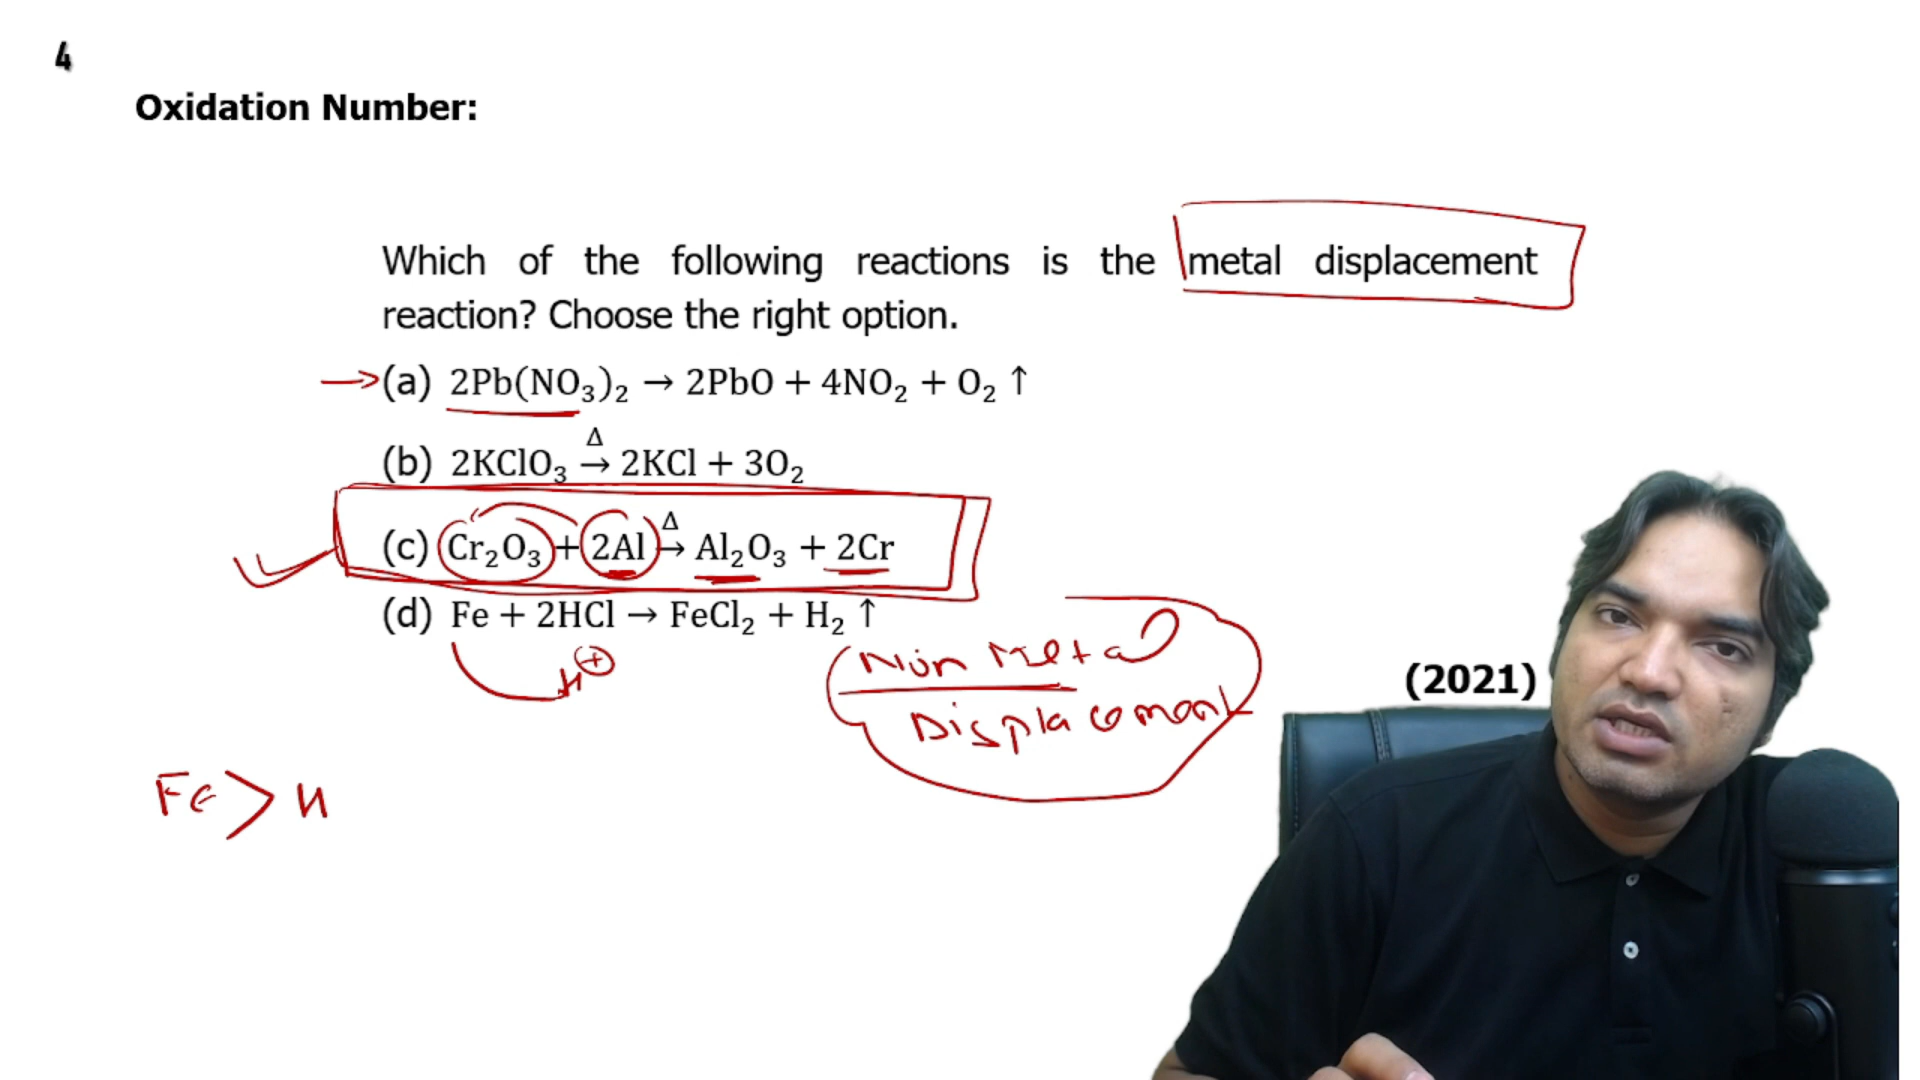 4
Oxidation Number:
Which of the following reactions is the metal displacement
reaction? Choose the right option.
(a) 2Pb(NO₃)₂ → 2PbO + 4NO₂ + O₂ ↑
(b) 2KClO₃ →^Δ 2KCl + 3O₂
(c) Cr₂O₃ + 2Al →^Δ Al₂O₃ + 2Cr
(d) Fe + 2HCl → FeCl₂ + H₂ ↑
H⊕
Non Metal
Displacement
(2021)
Fe > H